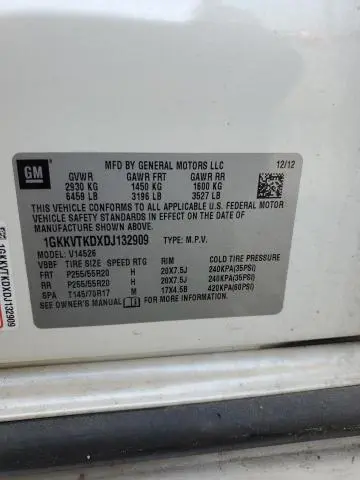 GM
MFD BY GENERAL MOTORS LLC 12/12
GVWR GAWR FRT GAWR RR
2930 KG 1450 KG 1600 KG
6459 LB 3196 LB 3527 LB
THIS VEHICLE CONFORMS TO ALL APPLICABLE
U.S. FEDERAL MOTOR VEHICLE SAFETY STANDARDS
IN EFFECT ON THE DATE OF MANUFACTURE
SHOWN ABOVE.
1GKKVTKDXDJ132909 TYPE: M.P.V.
MODEL: V14526
VBBF TIRE SIZE SPEED RTG RIM COLD TIRE PRESSURE
FRT P255/55R20 H 20X7.5J 240KPA(35PSI)
RR P255/55R20 H 20X7.5J 240KPA(35PSI)
SPA T145/70R17 M 17X4.5B 420KPA(60PSI)
SEE OWNER'S MANUAL FOR MORE INFORMATION
1GKKVTKDXDJ132909